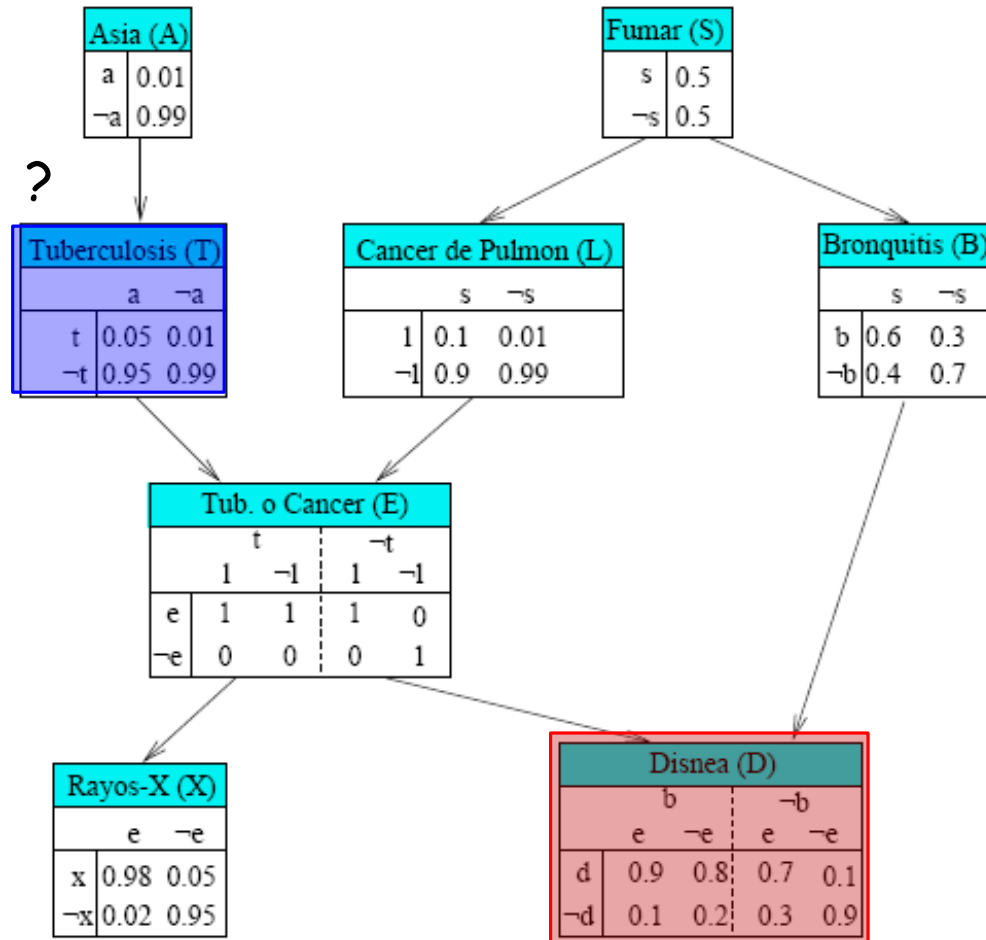 Asia (A)
a 0.01
¬a 0.99
Fumar (S)
s 0.5
¬s 0.5
?
Tuberculosis (T)
a ¬a
t 0.05 0.01
¬t 0.95 0.99
Cancer de Pulmon (L)
s ¬s
l 0.1 0.01
¬l 0.9 0.99
Bronquitis (B)
s ¬s
b 0.6 0.3
¬b 0.4 0.7
Tub. o Cancer (E)
t ¬t
l ¬l l ¬l
e 1 1 1 0
¬e 0 0 0 1
Rayos-X (X)
e ¬e
x 0.98 0.05
¬x 0.02 0.95
Disnea (D)
b ¬b
e ¬e e ¬e
d 0.9 0.8 0.7 0.1
¬d 0.1 0.2 0.3 0.9